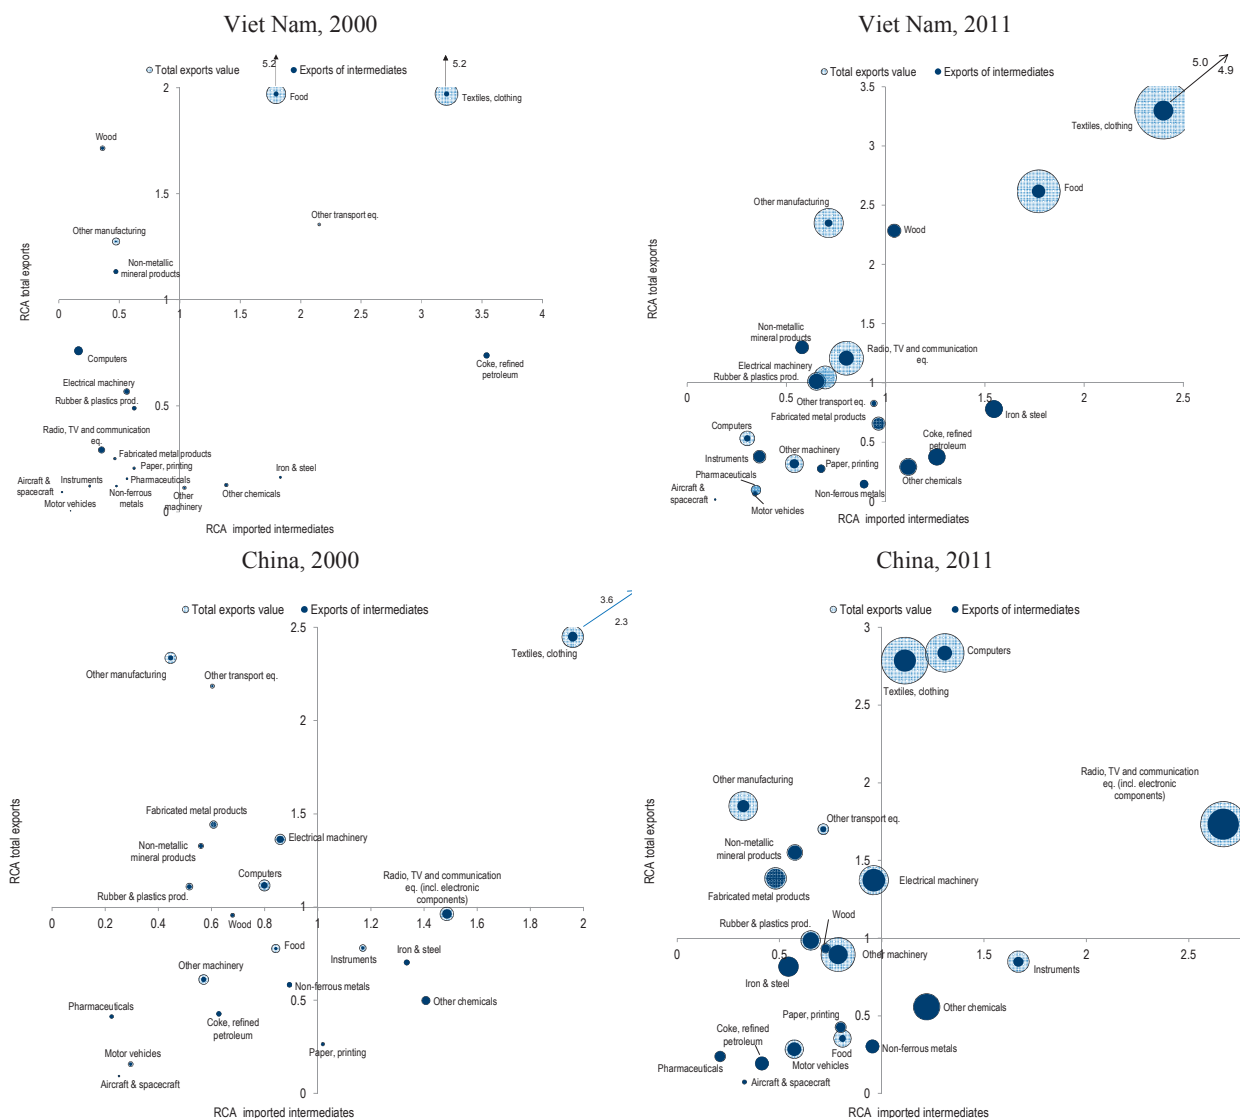 Viet Nam, 2000
Total exports value
Exports of intermediates
5.2
5.2
2
Food
Textiles, clothing
Wood
1.5
Other transport eq.
Other manufacturing
Non-metallic
mineral products
RCA total exports
1
0
0.5
1
1.5
2
2.5
3
3.5
4
Computers
Coke, refined
petroleum
Electrical machinery
Rubber & plastics prod.
0.5
Radio, TV and communication
eq.
Fabricated metal products
Paper, printing
Iron & steel
Aircraft &
spacecraft
Instruments
Pharmaceuticals
Non-ferrous
metals
Other
machinery
Other chemicals
Motor vehicles
0
RCA imported intermediates
Viet Nam, 2011
Total exports value
Exports of intermediates
5.0
4.9
3.5
Textiles, clothing
3
Food
2.5
Other manufacturing
Wood
2
RCA total exports
1.5
Non-metallic
mineral products
Radio, TV and communication
eq.
Electrical machinery
Rubber & plastics prod.
1
0
0.5
1
1.5
2
2.5
Other transport eq.
Fabricated metal products
Iron & steel
Computers
0.5
Coke, refined
petroleum
Instruments
Other machinery
Paper, printing
Other chemicals
Pharmaceuticals
Non-ferrous metals
Aircraft &
spacecraft
Motor vehicles
0
RCA imported intermediates
China, 2000
Total exports value
Exports of intermediates
3.6
2.3
2.5
Textiles, clothing
Other manufacturing
Other transport eq.
2
RCA total exports
1.5
Fabricated metal products
Electrical machinery
Non-metallic
mineral products
Computers
Radio, TV and communication
eq. (incl. electronic
components)
Rubber & plastics prod.
1
0
0.2
0.4
0.6
0.8
1
1.2
1.4
1.6
1.8
2
Wood
Food
Instruments
Iron & steel
Other machinery
Non-ferrous metals
0.5
Other chemicals
Pharmaceuticals
Coke, refined
petroleum
Paper, printing
Motor vehicles
Aircraft & spacecraft
0
RCA imported intermediates
China, 2011
Total exports value
Exports of intermediates
3
Computers
Textiles, clothing
2.5
2
Other manufacturing
Radio, TV and communication
eq. (incl. electronic
components)
Other transport eq.
RCA total exports
1.5
Non-metallic
mineral products
Electrical machinery
Fabricated metal products
Wood
Rubber & plastics prod.
1
0
0.5
1
1.5
2
2.5
Other machinery
Iron & steel
Instruments
0.5
Other chemicals
Paper, printing
Coke, refined
petroleum
Food
Non-ferrous metals
Pharmaceuticals
Motor vehicles
Aircraft & spacecraft
0
RCA imported intermediates